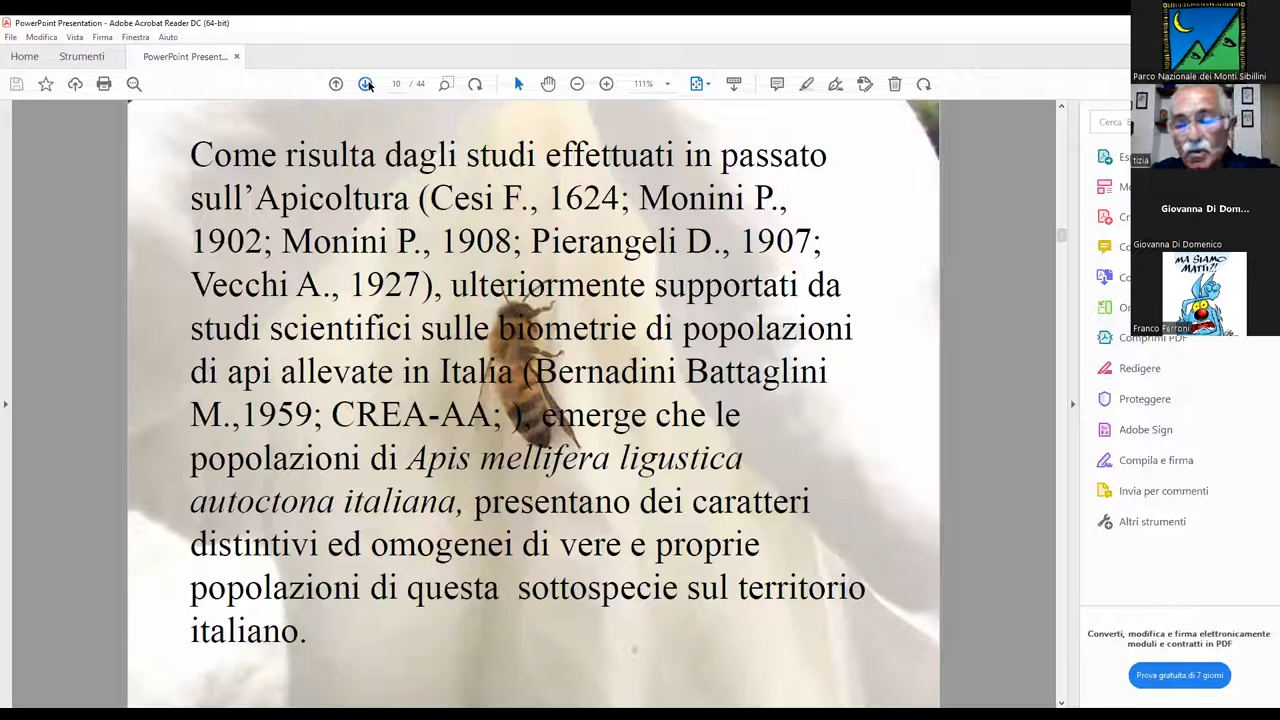 PowerPoint Presentation - Adobe Acrobat Reader DC (64-bit)
File Modifica Vista Firma Finestra Aiuto
Home Strumenti PowerPoint Present... ×
10 / 44 111%
Come risulta dagli studi effettuati in passato
sull’Apicoltura (Cesi F., 1624; Monini P.,
1902; Monini P., 1908; Pierangeli D., 1907;
Vecchi A., 1927), ulteriormente supportati da
studi scientifici sulle biometrie di popolazioni
di api allevate in Italia (Bernadini Battaglini
M.,1959; CREA-AA; ), emerge che le
popolazioni di Apis mellifera ligustica
autoctona italiana, presentano dei caratteri
distintivi ed omogenei di vere e proprie
popolazioni di questa sottospecie sul territorio
italiano.
Cerca
Comprimi PDF
Redigere
Proteggere
Adobe Sign
Compila e firma
Invia per commenti
Altri strumenti
Converti, modifica e firma elettronicamente
moduli e contratti in PDF
Prova gratuita di 7 giorni
Parco Nazionale dei Monti Sibillini
tizia
Giovanna Di Dom...
Giovanna Di Domenico
MA SIAMO
MATTI?!
Franco Ferroni